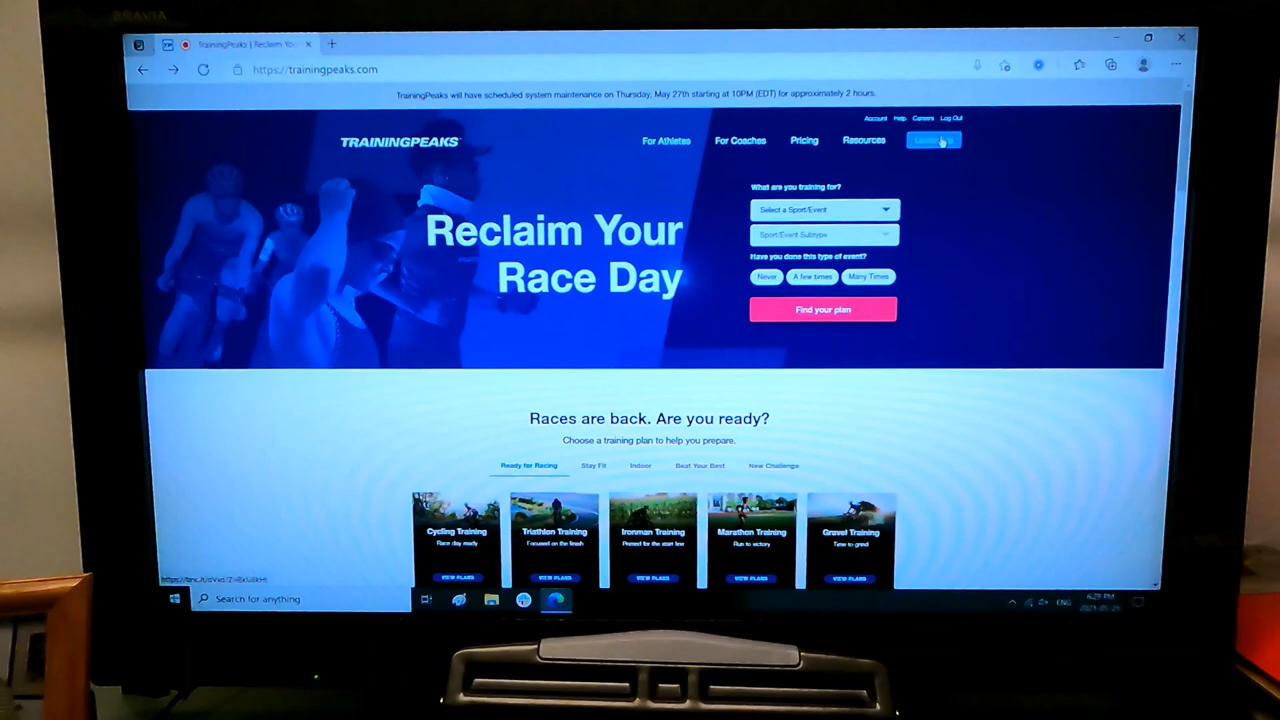 BRAVIA
TrainingPeaks | Reclaim Yo
https://trainingpeaks.com
TrainingPeaks will have scheduled system maintenance on Thursday, May 27th starting at 10PM (EDT) for approximately 2 hours.
Account Help Careers Log Out
TRAININGPEAKS
For Athletes For Coaches Pricing Resources
What are you training for?
Select a Sport/Event
Sport/Event Subtype
Reclaim Your
Race Day
Have you done this type of event?
Never A few times Many Times
Find your plan
Races are back. Are you ready?
Choose a training plan to help you prepare.
Ready for Racing Stay Fit Indoor Beat Your Best New Challenge
Cycling Training Triathlon Training Ironman Training Marathon Training Gravel Training
Race day ready Focused on the finish Primed for the start line Run to victory Time to grind
VIEW PLANS VIEW PLANS VIEW PLANS VIEW PLANS VIEW PLANS
Search for anything
ENG
6:29 PM